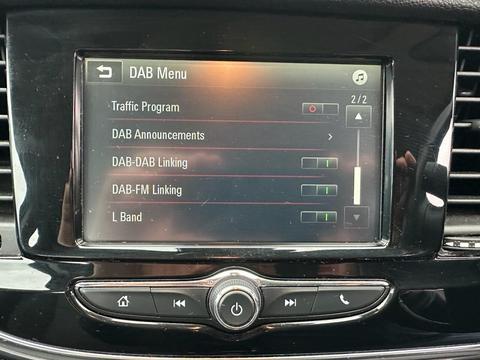 DAB Menu
2/2
Traffic Program
DAB Announcements
DAB-DAB Linking
DAB-FM Linking
L Band